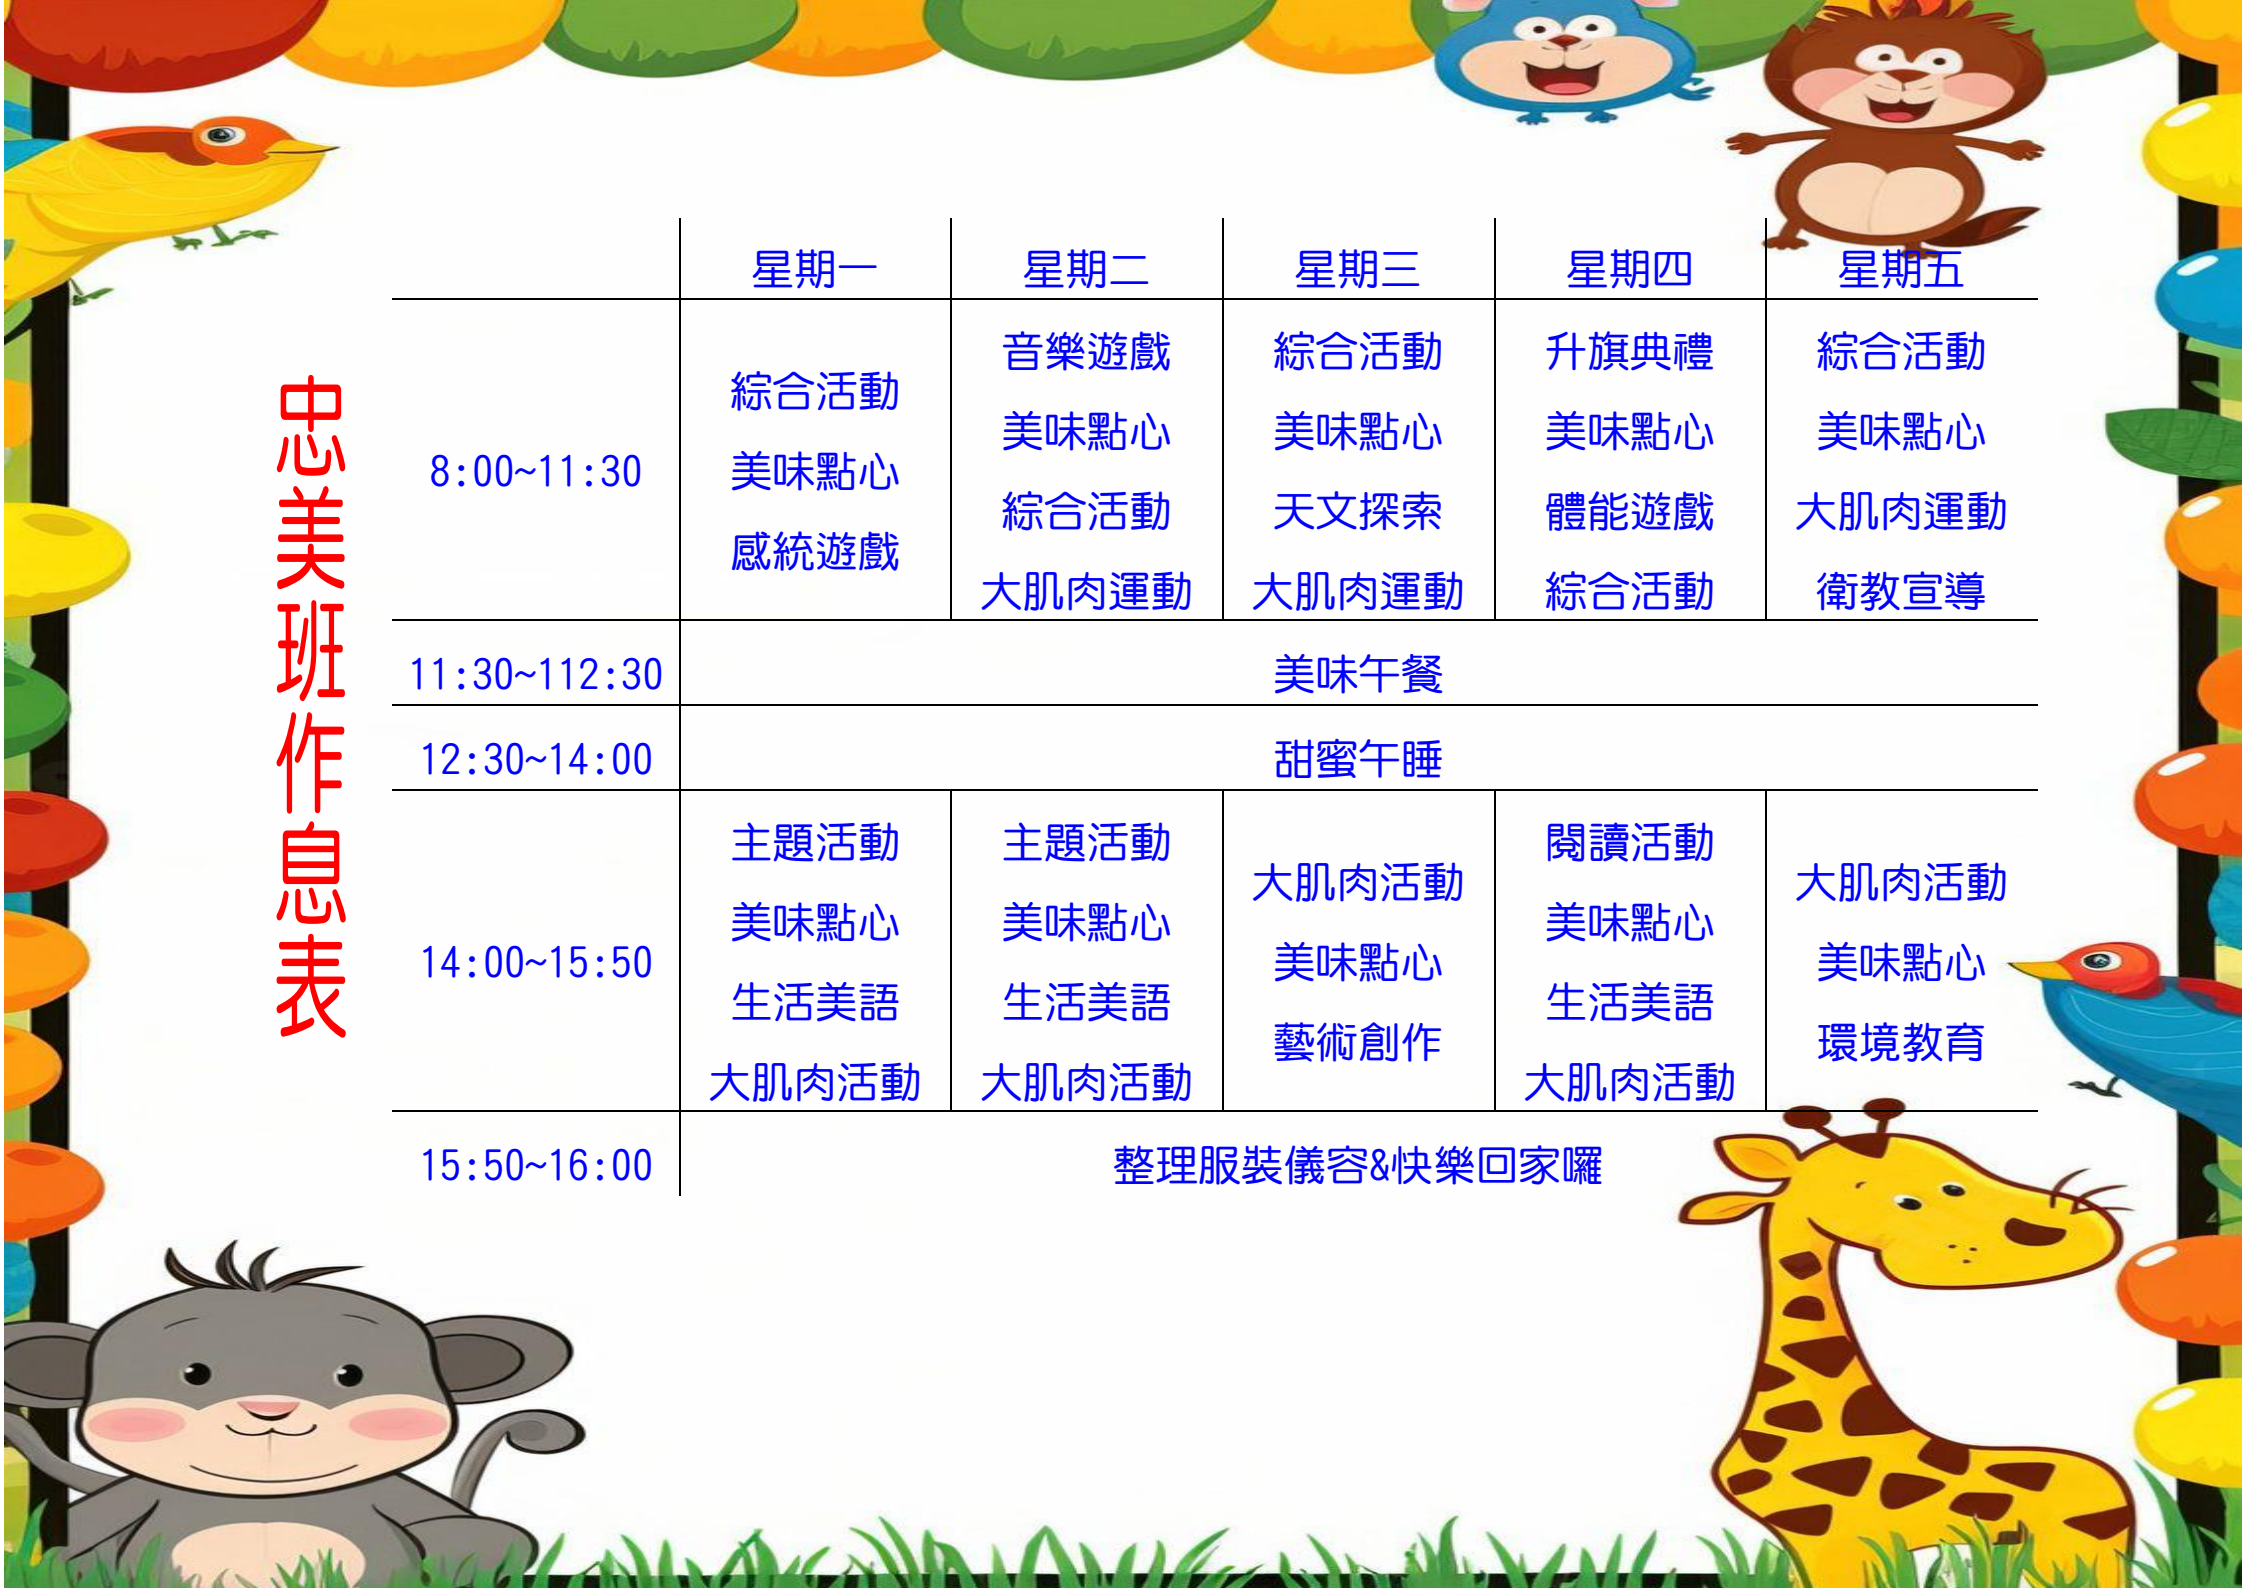 忠美班作息表
星期一 星期二 星期三 星期四 星期五
8:00~11:30
綜合活動
美味點心
感統遊戲
音樂遊戲
美味點心
綜合活動
大肌肉運動
綜合活動
美味點心
天文探索
大肌肉運動
升旗典禮
美味點心
體能遊戲
綜合活動
綜合活動
美味點心
大肌肉運動
衛教宣導
11:30~112:30 美味午餐
12:30~14:00 甜蜜午睡
14:00~15:50
主題活動
美味點心
生活美語
大肌肉活動
主題活動
美味點心
生活美語
大肌肉活動
大肌肉活動
美味點心
藝術創作
閱讀活動
美味點心
生活美語
大肌肉活動
大肌肉活動
美味點心
環境教育
15:50~16:00 整理服裝儀容&快樂回家囉